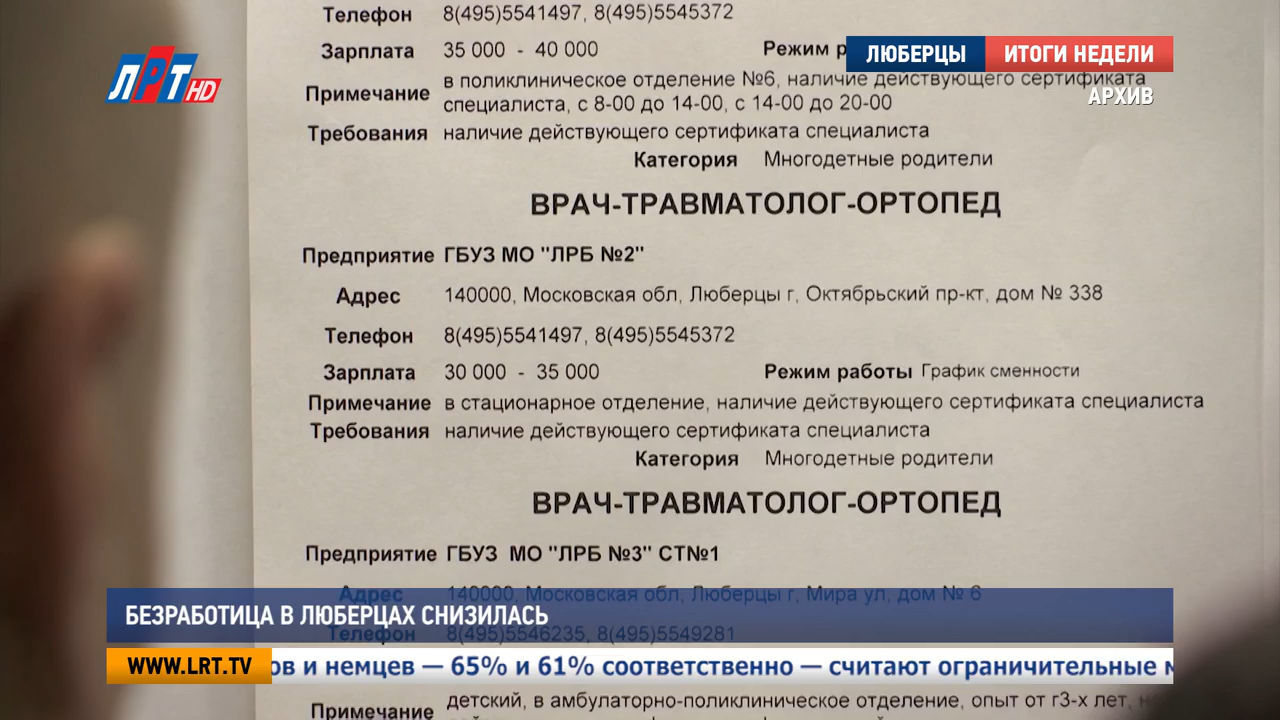 Телефон 8(495)5541497, 8(495)5545372
Зарплата 35 000 - 40 000 Режим
ЛЮБЕРЦЫ ИТОГИ НЕДЕЛИ
АРХИВ
ЛРТ HD
Примечание в поликлиническое отделение №6, наличие действующего сертификата
специалиста, с 8-00 до 14-00, с 14-00 до 20-00
Требования наличие действующего сертификата специалиста
Категория Многодетные родители
ВРАЧ-ТРАВМАТОЛОГ-ОРТОПЕД
Предприятие ГБУЗ МО "ЛРБ №2"
Адрес 140000, Московская обл, Люберцы г, Октябрьский пр-кт, дом № 338
Телефон 8(495)5541497, 8(495)5545372
Зарплата 30 000 - 35 000 Режим работы График сменности
Примечание в стационарное отделение, наличие действующего сертификата специалиста
Требования наличие действующего сертификата специалиста
Категория Многодетные родители
ВРАЧ-ТРАВМАТОЛОГ-ОРТОПЕД
Предприятие ГБУЗ МО "ЛРБ №3" СТ№1
Адрес 140000, Московская обл, Люберцы г, Мира ул, дом № 6
БЕЗРАБОТИЦА В ЛЮБЕРЦАХ СНИЗИЛАСЬ
Телефон 8(495)5546235, 8(495)5549281
WWW.LRT.TV ов и немцев — 65% и 61% соответственно — считают ограничительные
Примечание детский, в амбулаторно-поликлиническое отделение, опыт от г3-х лет,